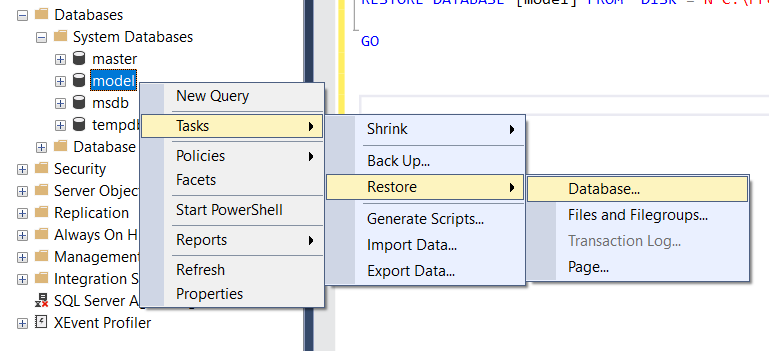 Databases
System Databases
master
model
msdb
tempdb
Database
Security
Server Objec
Replication
Always On H
Management
Integration S
SQL Server Ag
XEvent Profiler
New Query
Tasks
Policies
Facets
Start PowerShell
Reports
Refresh
Properties
Shrink
Back Up...
Restore
Generate Scripts...
Import Data...
Export Data...
Database...
Files and Filegroups...
Transaction Log...
Page...
RESTORE DATABASE [model] FROM DISK = N'C:\
GO